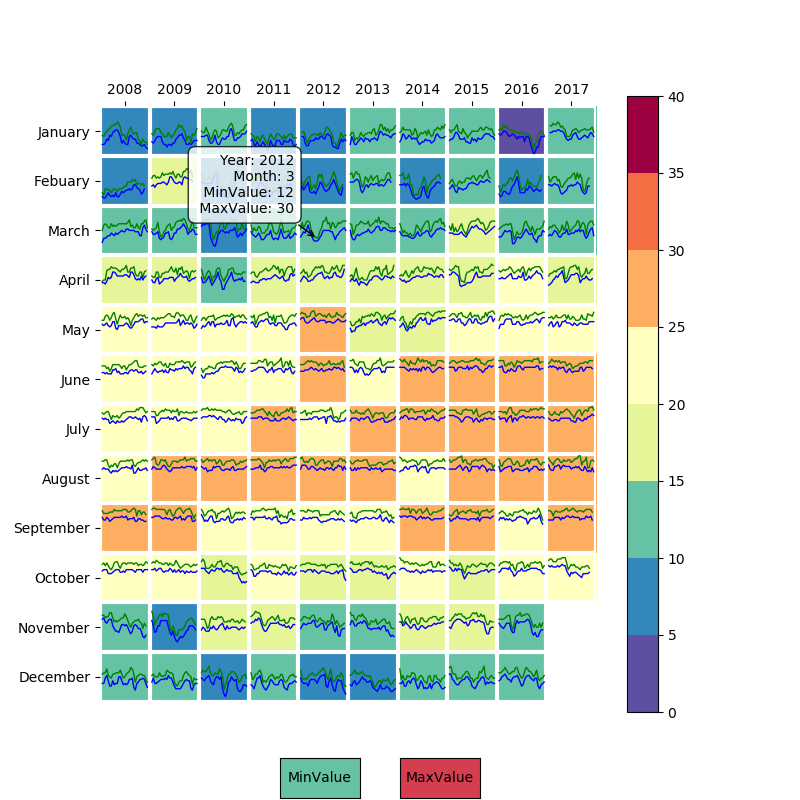 2008 2009 2010 2011 2012 2013 2014 2015 2016 2017
January
Febuary
March
April
May
June
July
August
September
October
November
December
Year: 2012
Month: 3
MinValue: 12
MaxValue: 30
40
35
30
25
20
15
10
5
0
MinValue
MaxValue